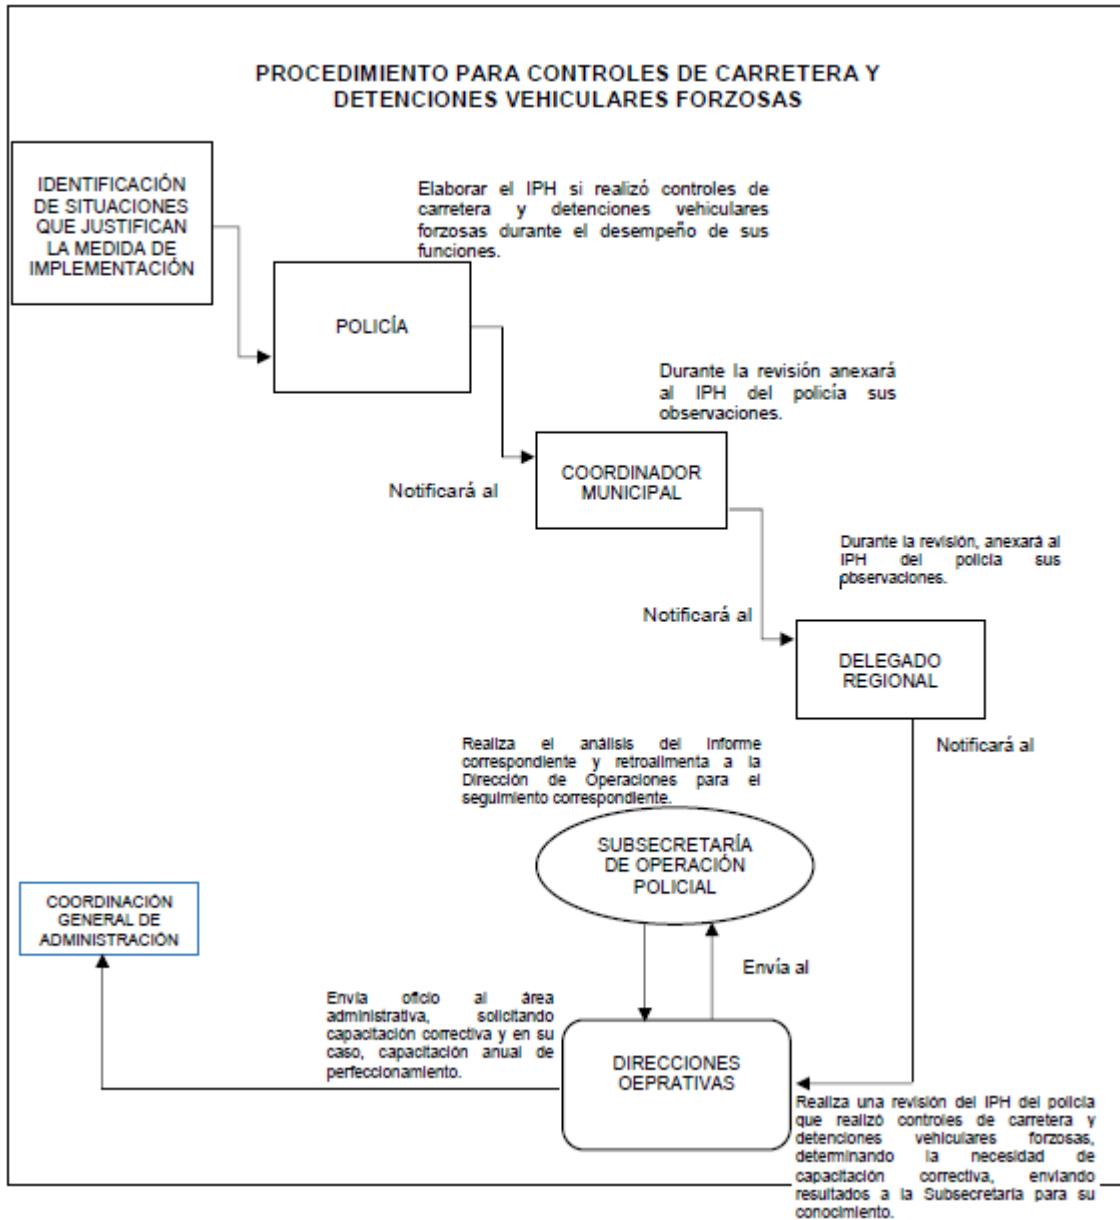 PROCEDIMIENTO PARA CONTROLES DE CARRETERA Y
DETENCIONES VEHICULARES FORZOSAS
IDENTIFICACIÓN
DE SITUACIONES
QUE JUSTIFICAN
LA MEDIDA DE
IMPLEMENTACIÓN
Elaborar el IPH si realizó controles de
carretera y detenciones vehiculares
forzosas durante el desempeño de sus
funciones.
POLICÍA
Durante la revisión anexará
al IPH del policía sus
observaciones.
COORDINADOR
MUNICIPAL
Notificará al
Durante la revisión, anexará al
IPH del policía sus
observaciones.
Notificará al
DELEGADO
REGIONAL
Notificará al
Realiza el análisis del informe
correspondiente y retroalimenta a la
Dirección de Operaciones para el
seguimiento correspondiente.
SUBSECRETARÍA
DE OPERACIÓN
POLICIAL
COORDINACIÓN
GENERAL DE
ADMINISTRACIÓN
Envía al
Envía oficio al área
administrativa, solicitando
capacitación correctiva y en su
caso, capacitación anual de
perfeccionamiento.
DIRECCIONES
OEPRATIVAS
Realiza una revisión del IPH del policía
que realizó controles de carretera y
detenciones vehiculares forzosas,
determinando la necesidad de
capacitación correctiva, enviando
resultados a la Subsecretaría para su
conocimiento.